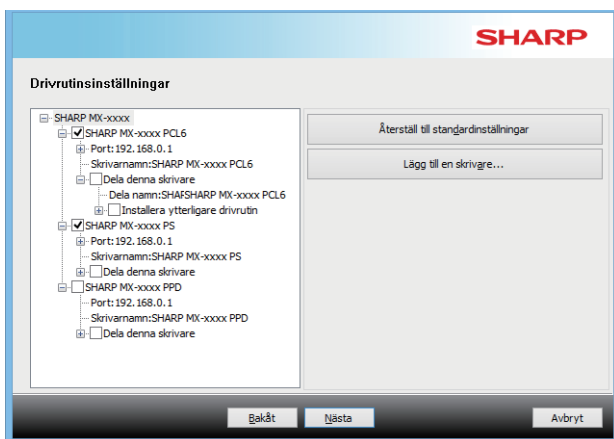 SHARP
Drivrutinsinställningar
SHARP MX-xxxx
SHARP MX-xxxx PCL6
Port:192.168.0.1
Skrivarnamn:SHARP MX-xxxx PCL6
Dela denna skrivare
Dela namn:SHAFSHARP MX-xxxx PCL6
Installera ytterligare drivrutin
SHARP MX-xxxx PS
Port:192.168.0.1
Skrivarnamn:SHARP MX-xxxx PS
Dela denna skrivare
SHARP MX-xxxx PPD
Port:192.168.0.1
Skrivarnamn:SHARP MX-xxxx PPD
Dela denna skrivare
Återställ till standardinställningar
Lägg till en skrivare...
Bakåt
Nästa
Avbryt